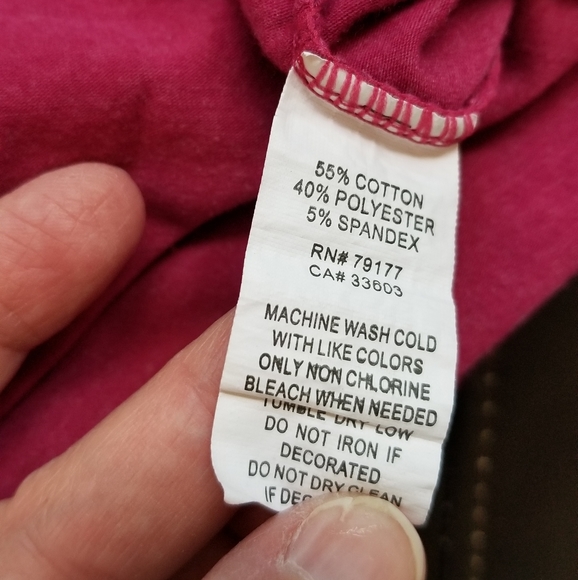 55% COTTON
40% POLYESTER
5% SPANDEX
RN# 79177
CA# 33603
MACHINE WASH COLD
WITH LIKE COLORS
ONLY NON CHLORINE
BLEACH WHEN NEEDED
TUMBLE DRY LOW
DO NOT IRON IF
DECORATED
DO NOT DRY CLEAN
IF